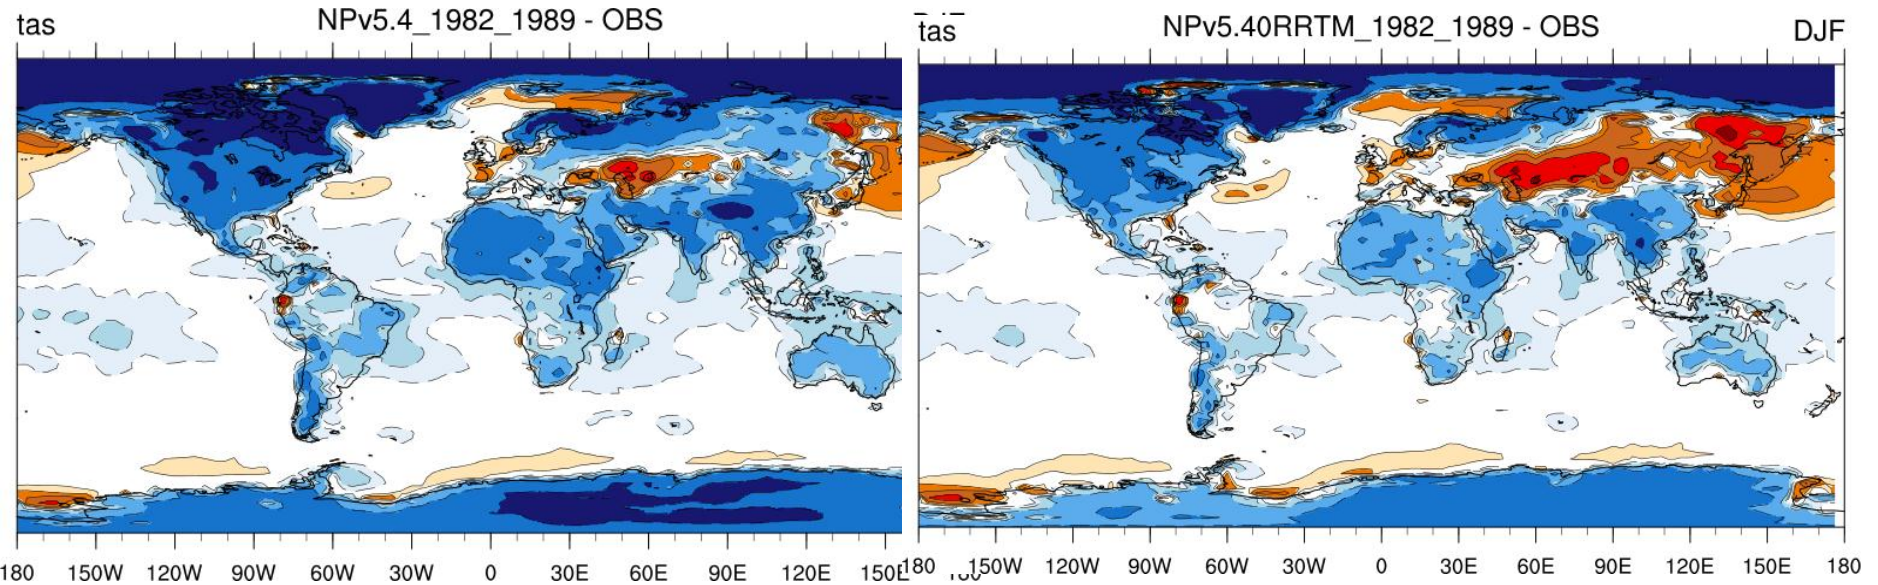 tas NPv5.4_1982_1989 - OBS
tas NPv5.40RRTM_1982_1989 - OBS DJF
180 150W 120W 90W 60W 30W 0 30E 60E 90E 120E 150E
180 150W 120W 90W 60W 30W 0 30E 60E 90E 120E 150E 180